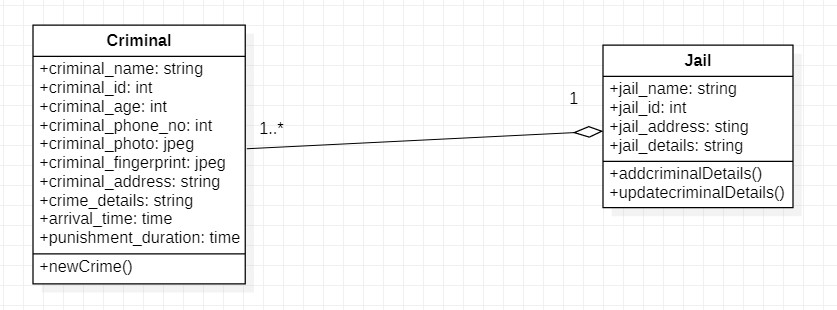 Criminal
+criminal_name: string
+criminal_id: int
+criminal_age: int
+criminal_phone_no: int
+criminal_photo: jpeg
+criminal_fingerprint: jpeg
+criminal_address: string
+crime_details: string
+arrival_time: time
+punishment_duration: time
+newCrime()
1..*
1
Jail
+jail_name: string
+jail_id: int
+jail_address: sting
+jail_details: string
+addcriminalDetails()
+updatecriminalDetails()